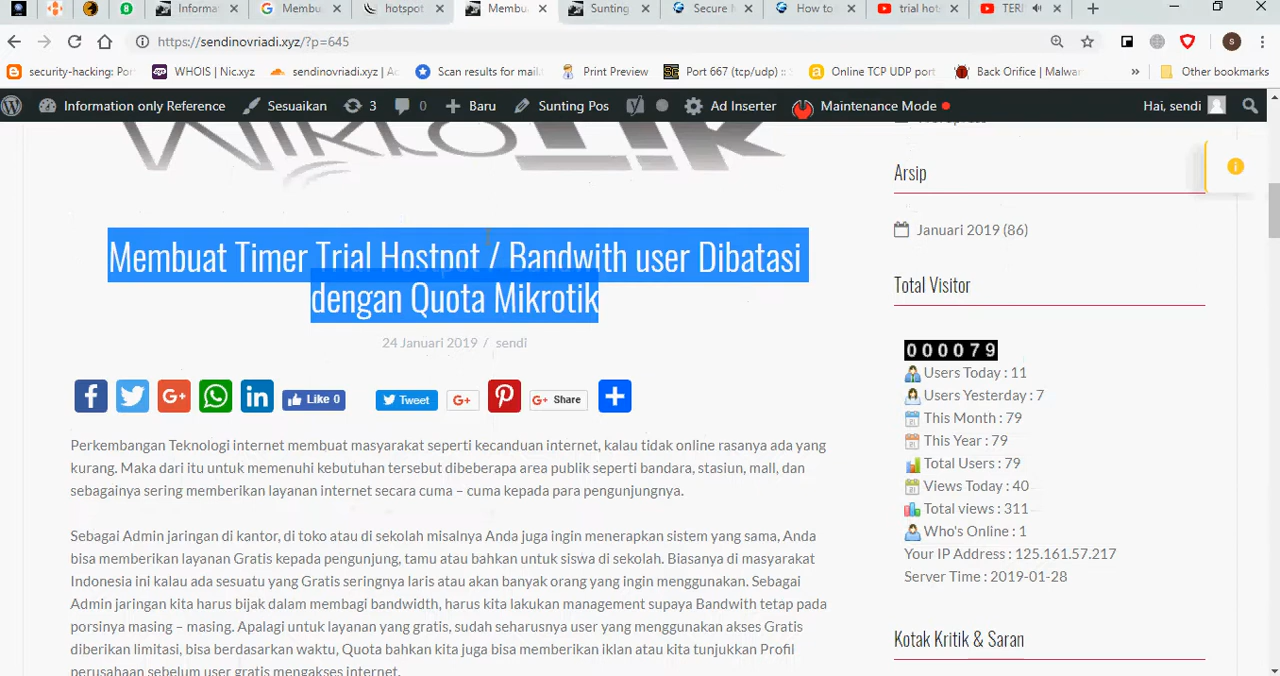 Informa
Membu
hotspot
Membu
Sunting
Secure M
How to
trial hot
TERI
https://sendinovriadi.xyz/?p=645
security-hacking: Por
WHOIS | Nic.xyz
sendinovriadi.xyz | Ac
Scan results for mail.
Print Preview
Port 667 (tcp/udp) ::
Online TCP UDP port
Back Orifice | Malwar
»
Other bookmarks
Information only Reference
Sesuaikan
3
0
Baru
Sunting Pos
Ad Inserter
Maintenance Mode
Hai, sendi
Arsip
Januari 2019 (86)
Membuat Timer Trial Hostpot / Bandwith user Dibatasi
dengan Quota Mikrotik
24 Januari 2019 / sendi
Like 0
Tweet
G+
G+ Share
Perkembangan Teknologi internet membuat masyarakat seperti kecanduan internet, kalau tidak online rasanya ada yang
kurang. Maka dari itu untuk memenuhi kebutuhan tersebut dibeberapa area publik seperti bandara, stasiun, mall, dan
sebagainya sering memberikan layanan internet secara cuma – cuma kepada para pengunjungnya.
Sebagai Admin jaringan di kantor, di toko atau di sekolah misalnya Anda juga ingin menerapkan sistem yang sama, Anda
bisa memberikan layanan Gratis kepada pengunjung, tamu atau bahkan untuk siswa di sekolah. Biasanya di masyarakat
Indonesia ini kalau ada sesuatu yang Gratis seringnya laris atau akan banyak orang yang ingin menggunakan. Sebagai
Admin jaringan kita harus bijak dalam membagi bandwidth, harus kita lakukan management supaya Bandwith tetap pada
porsinya masing – masing. Apalagi untuk layanan yang gratis, sudah seharusnya user yang menggunakan akses Gratis
diberikan limitasi, bisa berdasarkan waktu, Quota bahkan kita juga bisa memberikan iklan atau kita tunjukkan Profil
perusahaan sebelum user gratis mengakses internet.
Total Visitor
000079
Users Today : 11
Users Yesterday : 7
This Month : 79
This Year : 79
Total Users : 79
Views Today : 40
Total views : 311
Who's Online : 1
Your IP Address : 125.161.57.217
Server Time : 2019-01-28
Kotak Kritik & Saran